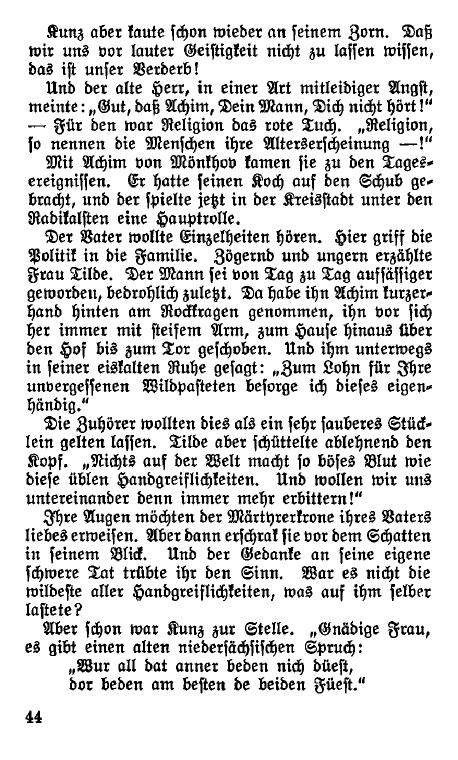 Kunz aber kaute schon wieder an seinem Zorn. Daß
wir uns vor lauter Geistigkeit nicht zu lassen wissen,
das ist unser Verderb!
Und der alte Herr, in einer Art mitleidiger Angst,
meinte: „Gut, daß Achim, Dein Mann, Dich nicht hört!“
— Für den war Religion das rote Tuch. „Religion,
so nennen die Menschen ihre Alterserscheinung —!“
Mit Achim von Mönkhov kamen sie zu den Tages-
ereignissen. Er hatte seinen Koch auf den Schub ge-
bracht, und der spielte jetzt in der Kreisstadt unter den
Radikalsten eine Hauptrolle.
Der Vater wollte Einzelheiten hören. Hier griff die
Politik in die Familie. Zögernd und ungern erzählte
Frau Tilde. Der Mann sei von Tag zu Tag aufsässiger
geworden, bedrohlich zuletzt. Da habe ihn Achim kurzer-
hand hinten am Rockkragen genommen, ihn vor sich
her immer mit steifem Arm, zum Hause hinaus über
den Hof bis zum Tor geschoben. Und ihm unterwegs
in seiner eiskalten Ruhe gesagt: „Zum Lohn für Ihre
unvergessenen Wildpasteten besorge ich dieses eigen-
händig.“
Die Zuhörer wollten dies als ein sehr sauberes Stück-
lein gelten lassen. Tilde aber schüttelte ablehnend den
Kopf. „Nichts auf der Welt macht so böses Blut wie
diese üblen Handgreiflichkeiten. Und wollen wir uns
untereinander denn immer mehr erbittern!“
Ihre Augen möchten der Märtyrerkrone ihres Vaters
liebes erweisen. Aber dann erschrak sie vor dem Schatten
in seinem Blick. Und der Gedanke an seine eigene
schwere Tat trübte ihr den Sinn. War es nicht die
wildeste aller Handgreiflichkeiten, was auf ihm selber
lastete?
Aber schon war Kunz zur Stelle. „Gnädige Frau,
es gibt einen alten niedersächsischen Spruch:
„Wur all dat anner beden nich düest,
dor beden am besten de beiden Füest.“
44